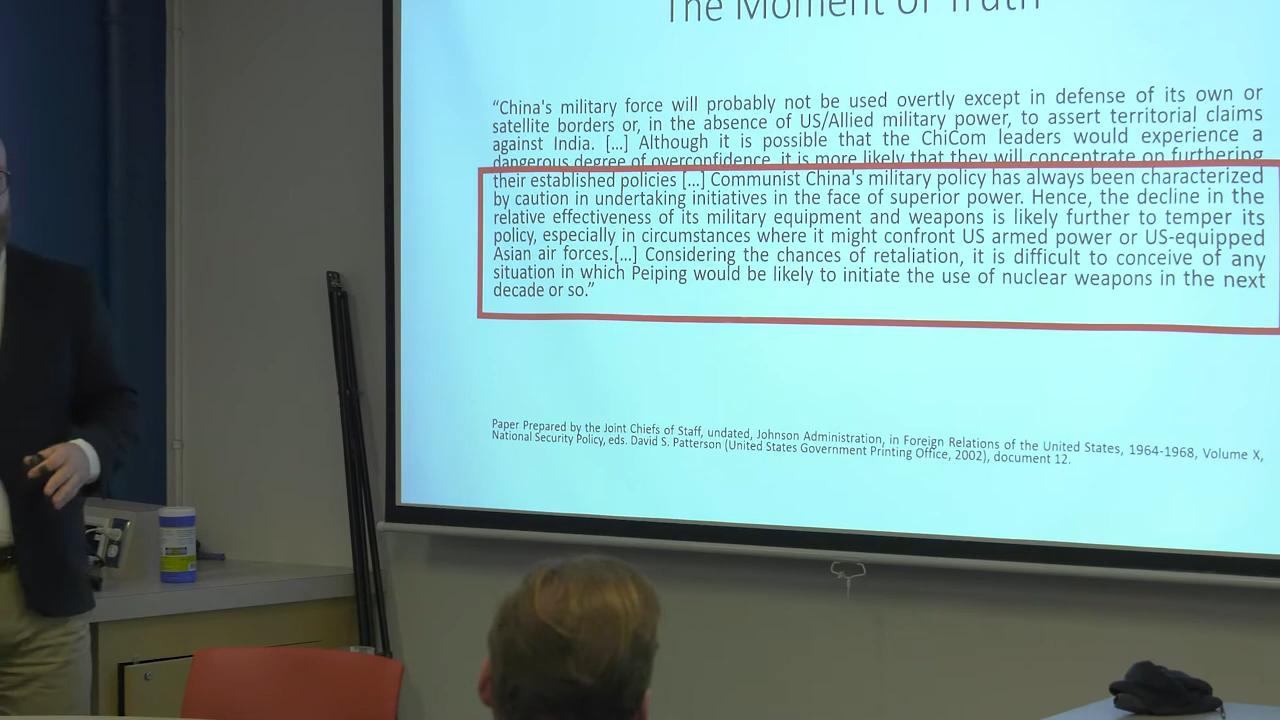 The Moment of Truth
“China's military force will probably not be used overtly except in defense of its own or
satellite borders or, in the absence of US/Allied military power, to assert territorial claims
against India. [...] Although it is possible that the ChiCom leaders would experience a
dangerous degree of overconfidence, it is more likely that they will concentrate on furthering
their established policies [...] Communist China's military policy has always been characterized
by caution in undertaking initiatives in the face of superior power. Hence, the decline in the
relative effectiveness of its military equipment and weapons is likely further to temper its
policy, especially in circumstances where it might confront US armed power or US-equipped
Asian air forces.[...] Considering the chances of retaliation, it is difficult to conceive of any
situation in which Peiping would be likely to initiate the use of nuclear weapons in the next
decade or so.”
Paper Prepared by the Joint Chiefs of Staff, undated, Johnson Administration, in Foreign Relations of the United States, 1964-1968, Volume X,
National Security Policy, eds. David S. Patterson (United States Government Printing Office, 2002), document 12.